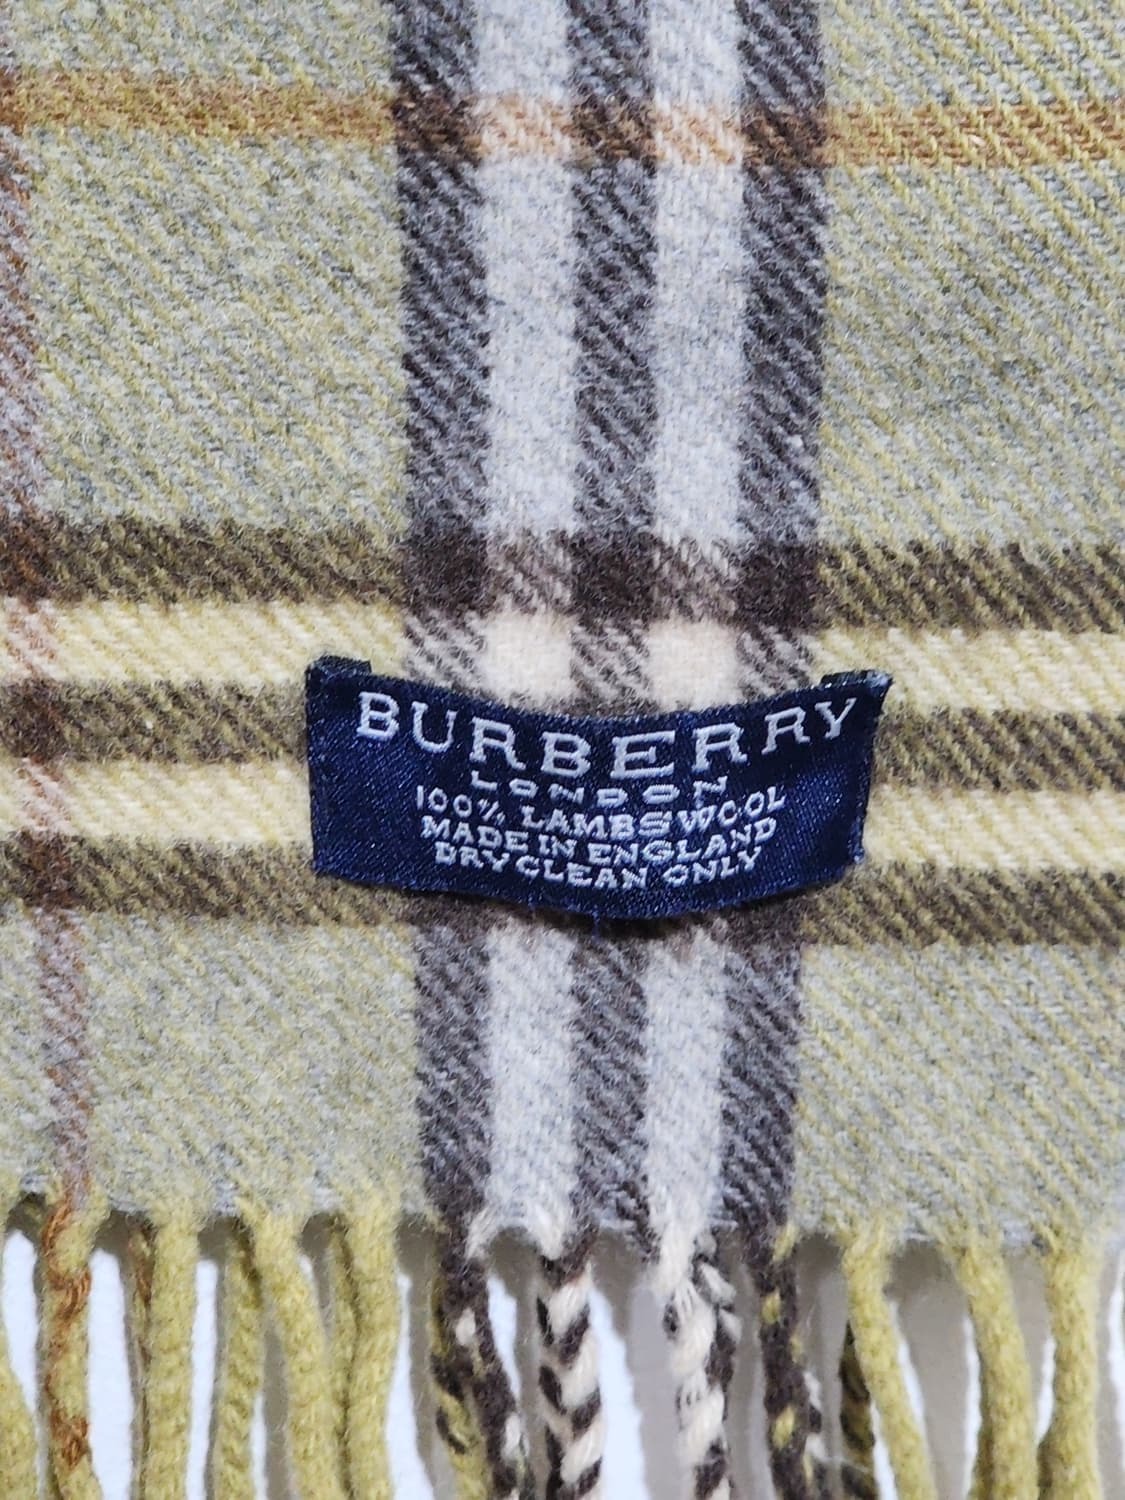 BURBERRY
LONDON
100% LAMBSWOOL
MADE IN ENGLAND
DRYCLEAN ONLY